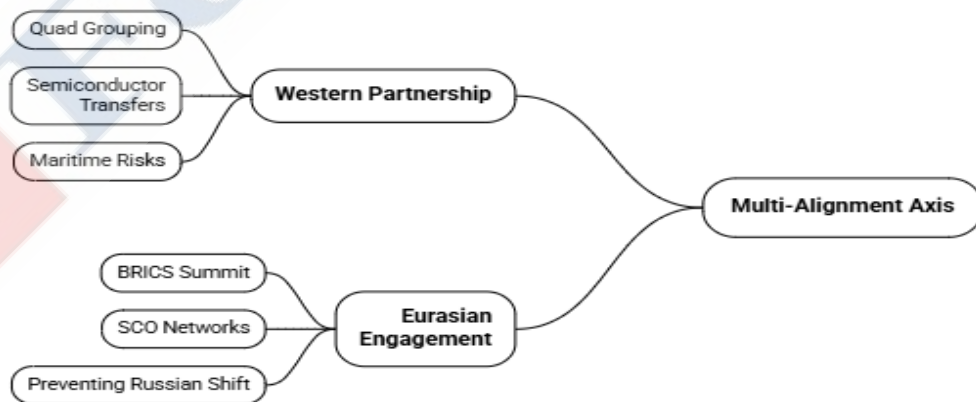 Quad Grouping
Semiconductor
Transfers
Maritime Risks
Western Partnership
Multi-Alignment Axis
BRICS Summit
SCO Networks
Preventing Russian Shift
Eurasian
Engagement